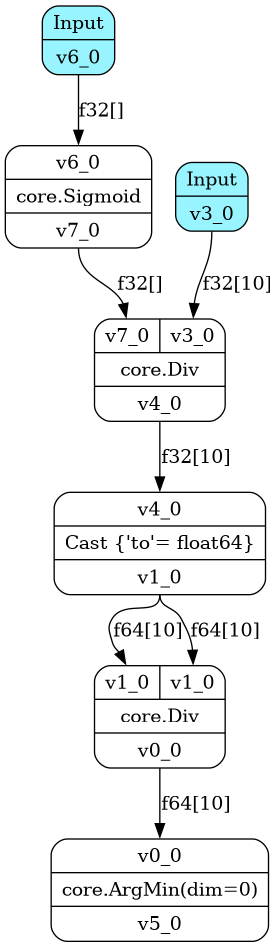 Input
v6_0
f32[]
v6_0
core.Sigmoid
v7_0
Input
v3_0
f32[]
f32[10]
v7_0 v3_0
core.Div
v4_0
f32[10]
v4_0
Cast {'to'= float64}
v1_0
f64[10] f64[10]
v1_0 v1_0
core.Div
v0_0
f64[10]
v0_0
core.ArgMin(dim=0)
v5_0